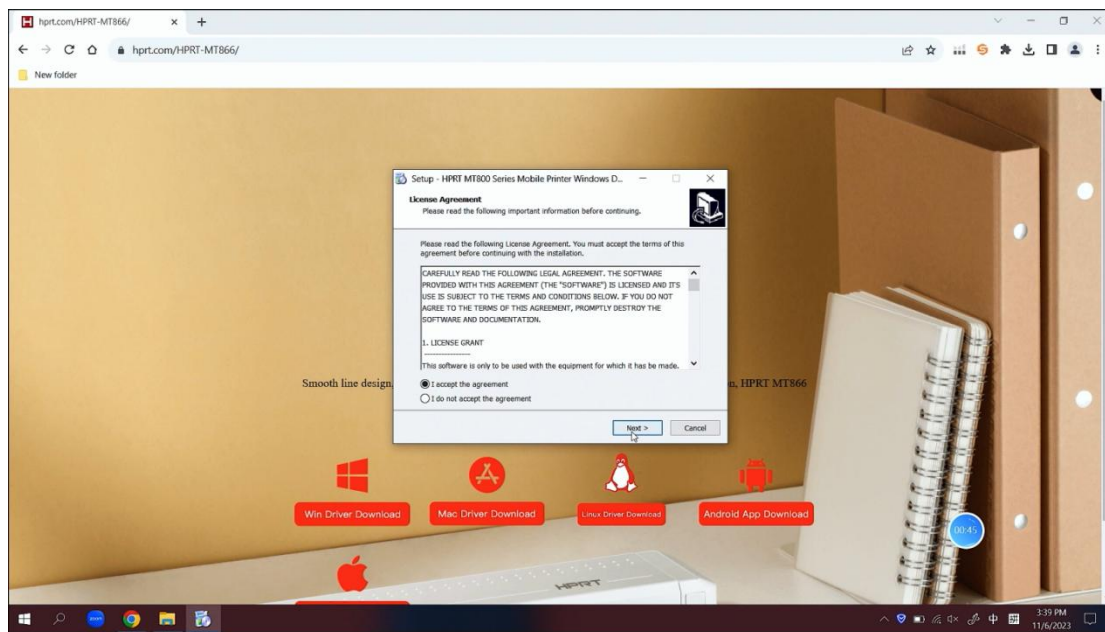 hprt.com/HPRT-MT866/
hprt.com/HPRT-MT866/
New folder
Setup - HPRT MT800 Series Mobile Printer Windows D...
License Agreement
Please read the following important information before continuing.
Please read the following License Agreement. You must accept the terms of this
agreement before continuing with the installation.
CAREFULLY READ THE FOLLOWING LEGAL AGREEMENT. THE SOFTWARE
PROVIDED WITH THIS AGREEMENT (THE "SOFTWARE") IS LICENSED AND IT'S
USE IS SUBJECT TO THE TERMS AND CONDITIONS BELOW. IF YOU DO NOT
AGREE TO THE TERMS OF THIS AGREEMENT, PROMPTLY DESTROY THE
SOFTWARE AND DOCUMENTATION.
1. LICENSE GRANT
--------------------
This software is only to be used with the equipment for which it has be made.
I accept the agreement
I do not accept the agreement
Next >
Cancel
Smooth line design, HPRT MT866
Win Driver Download
Mac Driver Download
Linux Driver Download
Android App Download
00:45
HPRT
zoom
中
3:39 PM
11/6/2023